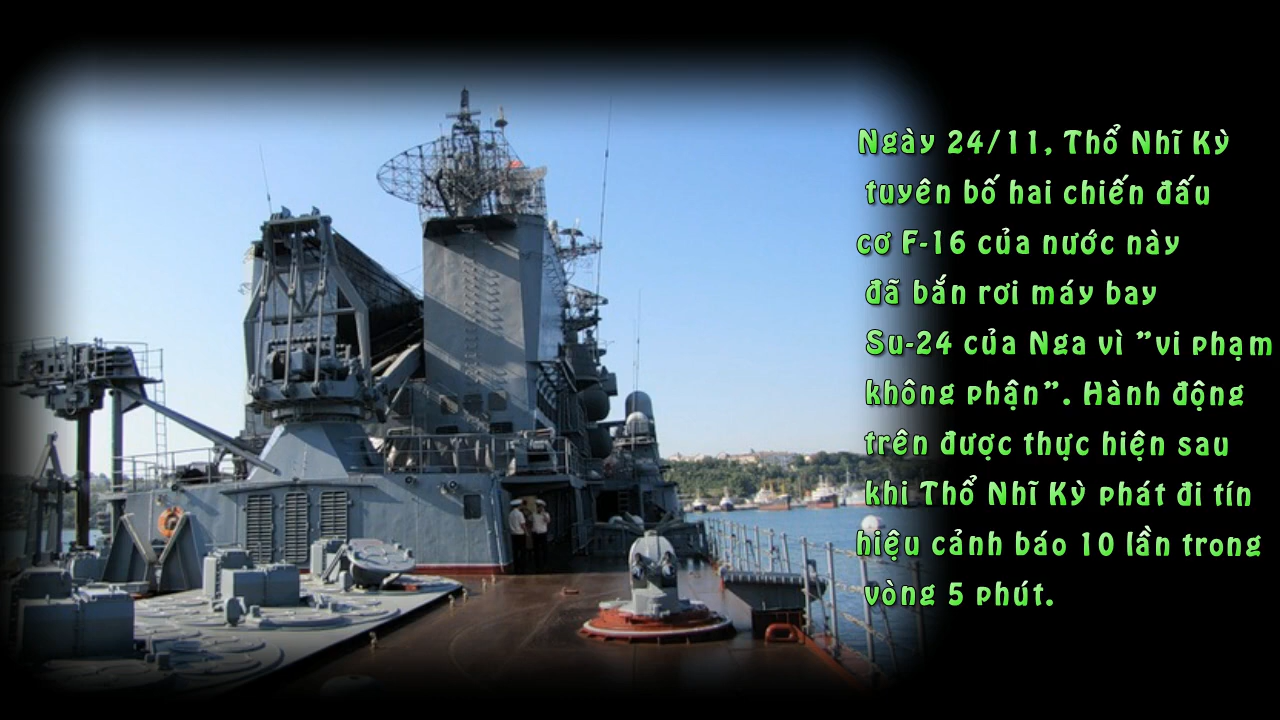 Ngày 24/11, Thổ Nhĩ Kỳ
tuyên bố hai chiến đấu
cơ F-16 của nước này
đã bắn rơi máy bay
Su-24 của Nga vì ”vi phạm
không phận”. Hành động
trên được thực hiện sau
khi Thổ Nhĩ Kỳ phát đi tín
hiệu cảnh báo 10 lần trong
vòng 5 phút.